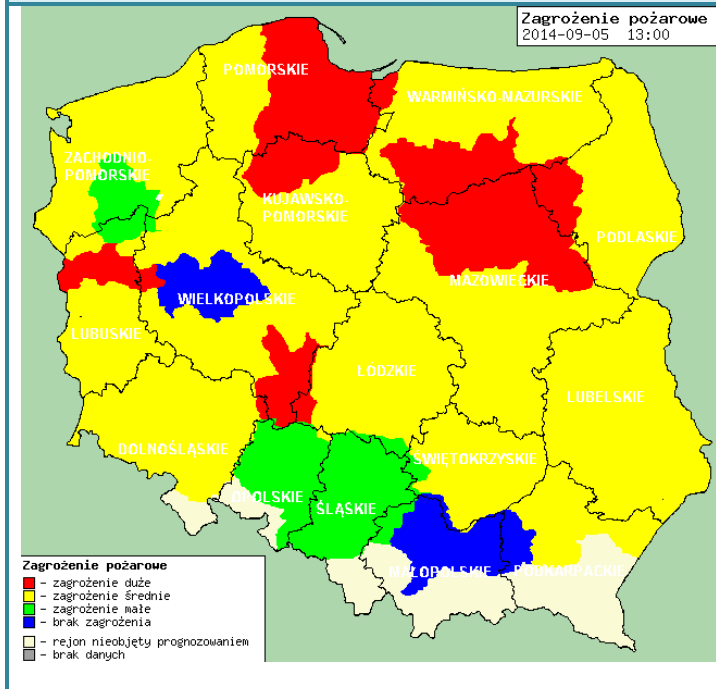 Zagrożenie pożarowe
2014-09-05 13:00
POMORSKIE
WARMIŃSKO-MAZURSKIE
ZACHODNIO-
POMORSKIE
KUJAWSKO-
POMORSKIE
PODLASKIE
MAZOWIECKIE
WIELKOPOLSKIE
LUBUSKIE
ŁÓDZKIE
LUBELSKIE
DOLNOŚLĄSKIE
ŚWIĘTOKRZYSKIE
OPOLSKIE
ŚLĄSKIE
MAŁOPOLSKIE
PODKARPACKIE
Zagrożenie pożarowe
- zagrożenie duże
- zagrożenie średnie
- zagrożenie małe
- brak zagrożenia
- rejon nieobjęty prognozowaniem
- brak danych